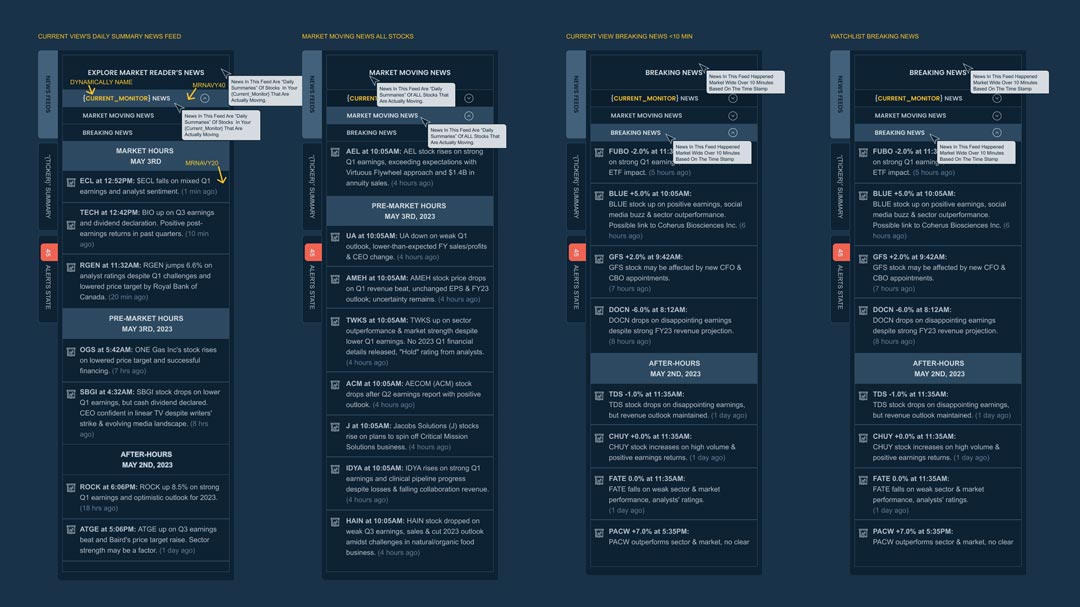 CURRENT VIEW'S DAILY SUMMARY NEWS FEED
NEWS FEEDS
'{TICKER}' SUMMARY
45
ALERTS STATE
EXPLORE MARKET READER'S NEWS
DYNAMICALLY NAME
MRNAVY40
News In This Feed Are "Daily
Summaries" Of Stocks In Your
{Current_Monitor} That Are
Actually Moving.
{CURRENT_MONITOR} NEWS
MARKET MOVING NEWS
News In This Feed Are "Daily
Summaries" Of Stocks In Your
{Current_Monitor} That Are
Actually Moving.
BREAKING NEWS
MARKET HOURS
MAY 3RD
MRNAVY20
ECL at 12:52PM: $ECL falls on mixed Q1
earnings and analyst sentiment. (1 min ago)
TECH at 12:42PM: BIO up on Q3 earnings
and dividend declaration. Positive post-
earnings returns in past quarters. (10 min
ago)
RGEN at 11:32AM: RGEN jumps 6.6% on
analyst ratings despite Q1 challenges and
lowered price target by Royal Bank of
Canada. (20 min ago)
PRE-MARKET HOURS
MAY 3RD, 2023
OGS at 5:42AM: ONE Gas Inc's stock rises
on lowered price target and successful
financing. (7 hrs ago)
SBGI at 4:32AM: SBGI stock drops on lower
Q1 earnings, but cash dividend declared.
CEO confident in linear TV despite writers'
strike & evolving media landscape. (8 hrs
ago)
AFTER-HOURS
MAY 2ND, 2023
ROCK at 6:06PM: ROCK up 8.5% on strong
Q1 earnings and optimistic outlook for 2023.
(18 hrs ago)
ATGE at 5:06PM: ATGE up on Q3 earnings
beat and Baird's price target raise. Sector
strength may be a factor. (1 day ago)
MARKET MOVING NEWS ALL STOCKS
NEWS FEEDS
'{TICKER}' SUMMARY
45
ALERTS STATE
MARKET MOVING NEWS
News In This Feed Are "Daily
Summaries" Of ALL Stocks That
Are Actually Moving.
{CURRENT_
MARKET MOVING NEWS
News In This Feed Are "Daily
Summaries" Of ALL Stocks That
Are Actually Moving.
BREAKING NEWS
AEL at 10:05AM: AEL stock rises on strong
Q1 earnings, exceeding expectations with
Virtuous Flywheel approach and $1.4B in
annuity sales. (4 hours ago)
PRE-MARKET HOURS
MAY 3RD, 2023
UA at 10:05AM: UA down on weak Q1
outlook, lower-than-expected FY sales/profits
& CEO change. (4 hours ago)
AMEH at 10:05AM: AMEH stock price drops
on Q1 revenue beat, unchanged EPS & FY23
outlook; uncertainty remains. (4 hours ago)
TWKS at 10:05AM: TWKS up on sector
outperformance & market strength despite
lower Q1 earnings. No 2023 Q1 financial
details released, "Hold" rating from analysts.
(4 hours ago)
ACM at 10:05AM: AECOM (ACM) stock
drops after Q2 earnings report with positive
outlook. (4 hours ago)
J at 10:05AM: Jacobs Solutions (J) stocks
rise on plans to spin off Critical Mission
Solutions business. (4 hours ago)
IDYA at 10:05AM: IDYA rises on strong Q1
earnings and clinical pipeline progress
despite losses & falling collaboration revenue.
(4 hours ago)
HAIN at 10:05AM: HAIN stock dropped on
weak Q3 earnings, sales & cut 2023 outlook
amidst challenges in natural/organic food
business. (4 hours ago)
CURRENT VIEW BREAKING NEWS <10 MIN
NEWS FEEDS
'{TICKER}' SUMMARY
45
ALERTS STATE
BREAKING NEWS
News In This Feed Happened
Market Wide Over 10 Minutes
Based On The Time Stamp
{CURRENT_MONITOR} NEWS
MARKET MOVING NEWS
BREAKING NEWS
News In This Feed Happened
Market Wide Over 10 Minutes
Based On The Time Stamp
FUBO -2.0% at 11:3
on strong Q1 earnin
ETF impact. (5 hours ago)
BLUE +5.0% at 10:05AM:
BLUE stock up on positive earnings, social
media buzz & sector outperformance.
Possible link to Coherus Biosciences Inc. (6
hours ago)
GFS +2.0% at 9:42AM:
GFS stock may be affected by new CFO &
CBO appointments.
(7 hours ago)
DOCN -6.0% at 8:12AM:
DOCN drops on disappointing earnings
despite strong FY23 revenue projection.
(8 hours ago)
AFTER-HOURS
MAY 2ND, 2023
TDS -1.0% at 11:35AM:
TDS stock drops on disappointing earnings,
but revenue outlook maintained. (1 day ago)
CHUY +0.0% at 11:35AM:
CHUY stock increases on high volume &
positive earnings returns. (1 day ago)
FATE 0.0% at 11:35AM:
FATE falls on weak sector & market
performance, analysts' ratings.
(1 day ago)
PACW +7.0% at 5:35PM:
PACW outperforms sector & market, no clear
WATCHLIST BREAKING NEWS
NEWS FEEDS
'{TICKER}' SUMMARY
45
ALERTS STATE
BREAKING NEWS
News In This Feed Happened
Market Wide Over 10 Minutes
Based On The Time Stamp
{CURRENT_MONITOR} NEWS
MARKET MOVING NEWS
BREAKING NEWS
News In This Feed Happened
Market Wide Over 10 Minutes
Based On The Time Stamp
FUBO -2.0% at 11:3
on strong Q1 earnin
ETF impact. (5 hours ago)
BLUE +5.0% at 10:05AM:
BLUE stock up on positive earnings, social
media buzz & sector outperformance.
Possible link to Coherus Biosciences Inc. (6
hours ago)
GFS +2.0% at 9:42AM:
GFS stock may be affected by new CFO &
CBO appointments.
(7 hours ago)
DOCN -6.0% at 8:12AM:
DOCN drops on disappointing earnings
despite strong FY23 revenue projection.
(8 hours ago)
AFTER-HOURS
MAY 2ND, 2023
TDS -1.0% at 11:35AM:
TDS stock drops on disappointing earnings,
but revenue outlook maintained. (1 day ago)
CHUY +0.0% at 11:35AM:
CHUY stock increases on high volume &
positive earnings returns. (1 day ago)
FATE 0.0% at 11:35AM:
FATE falls on weak sector & market
performance, analysts' ratings.
(1 day ago)
PACW +7.0% at 5:35PM:
PACW outperforms sector & market, no clear